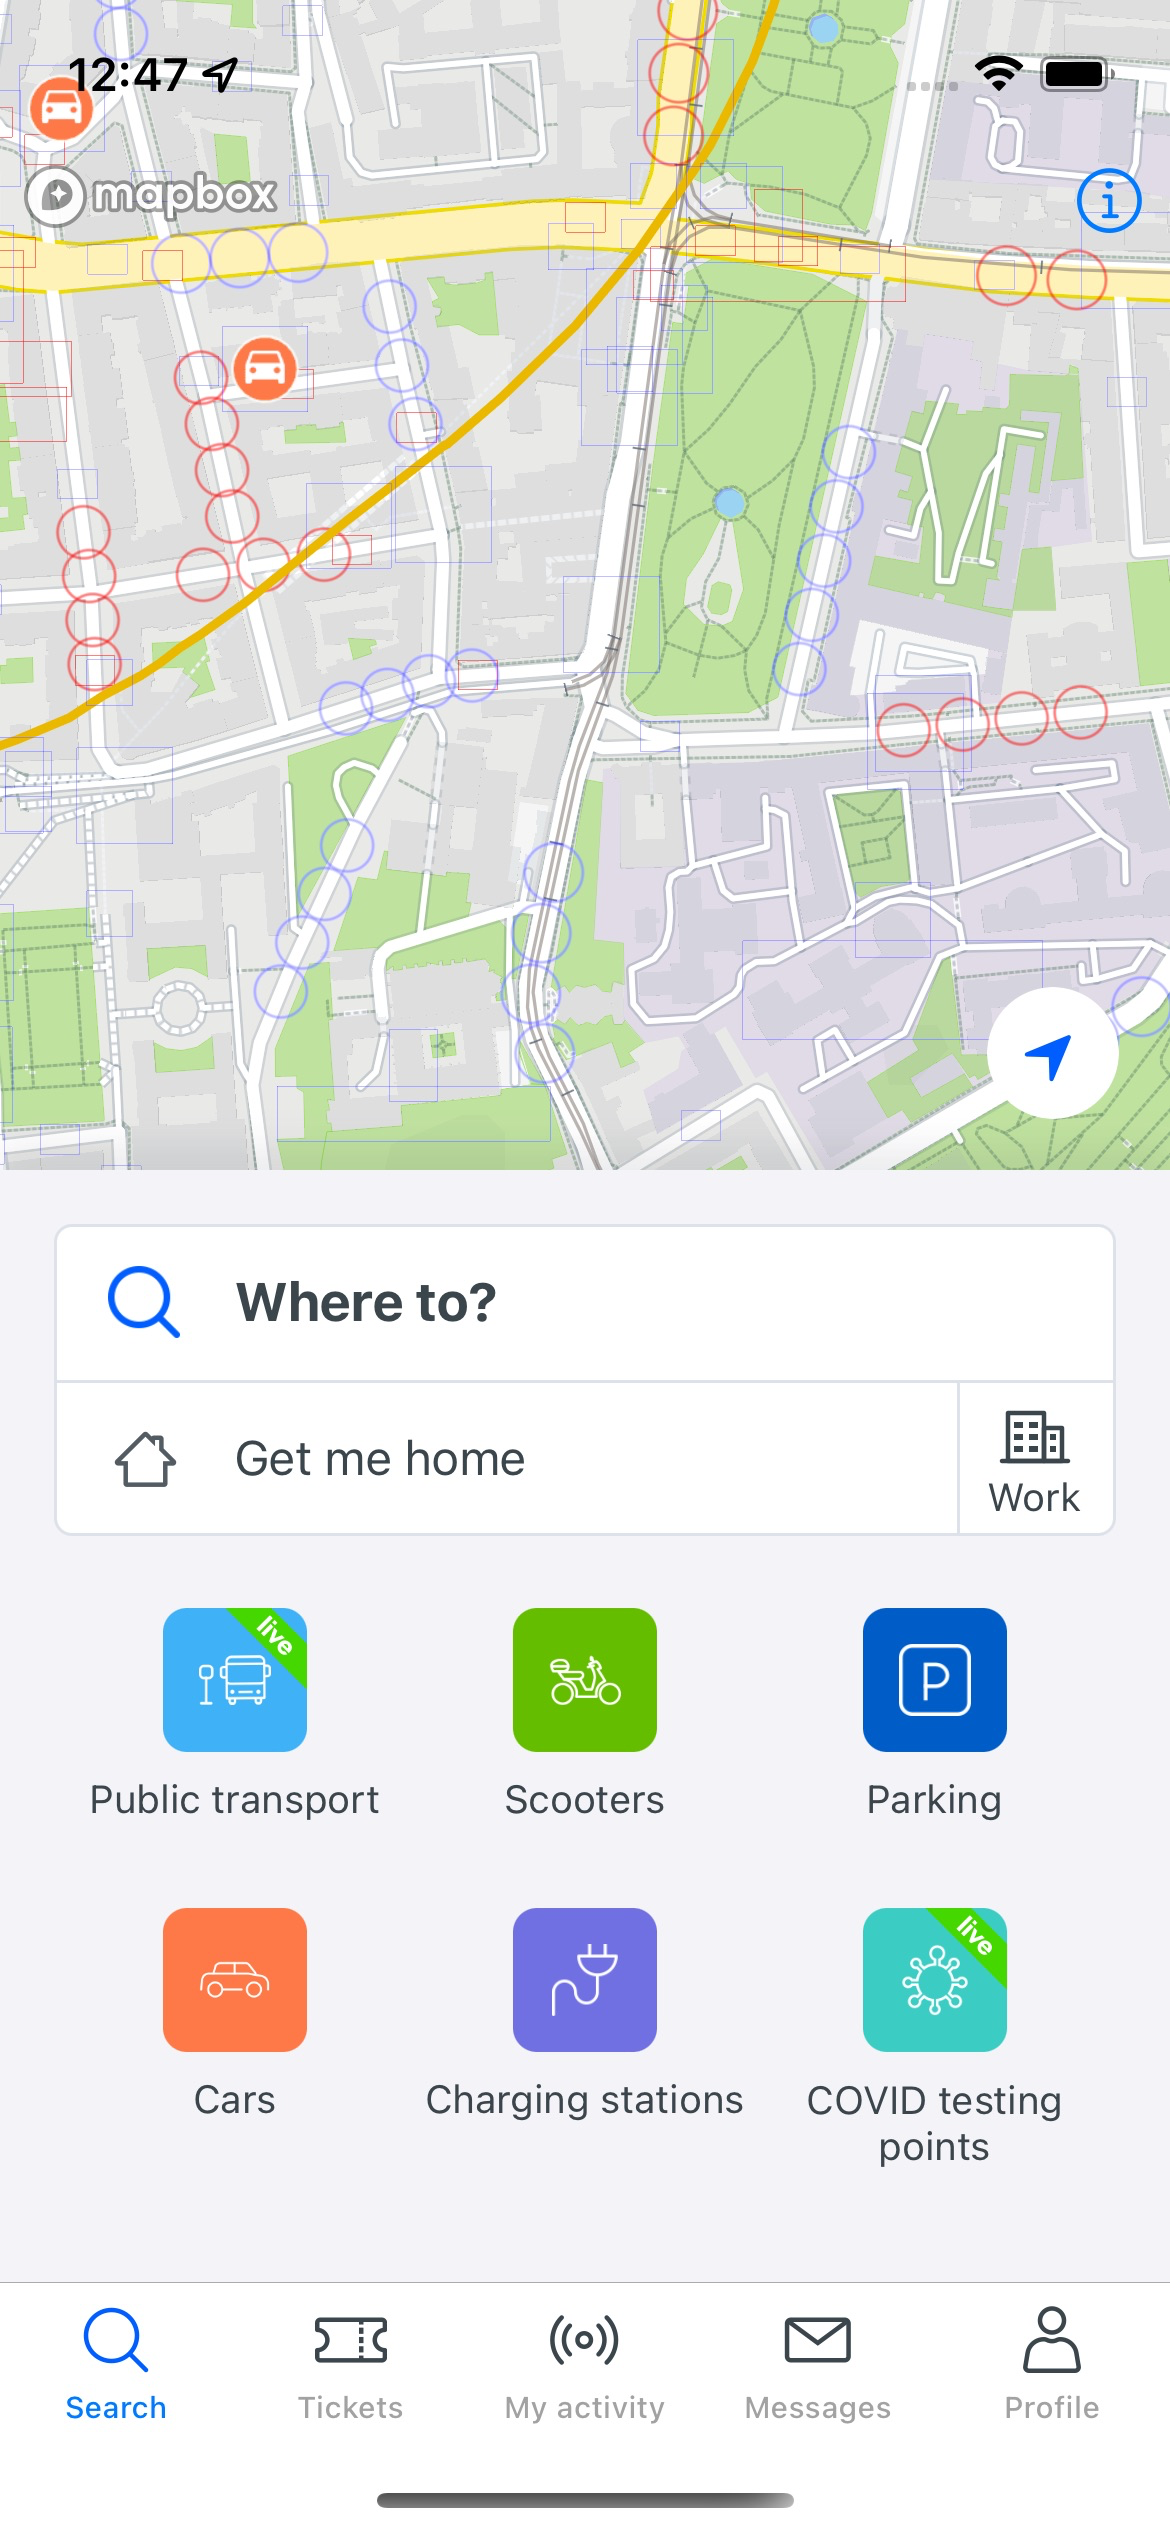 12:47
mapbox
Where to?
Get me home
Work
live
Public transport
Scooters
P
Parking
Cars
Charging stations
live
COVID testing
points
Search
Tickets
My activity
Messages
Profile